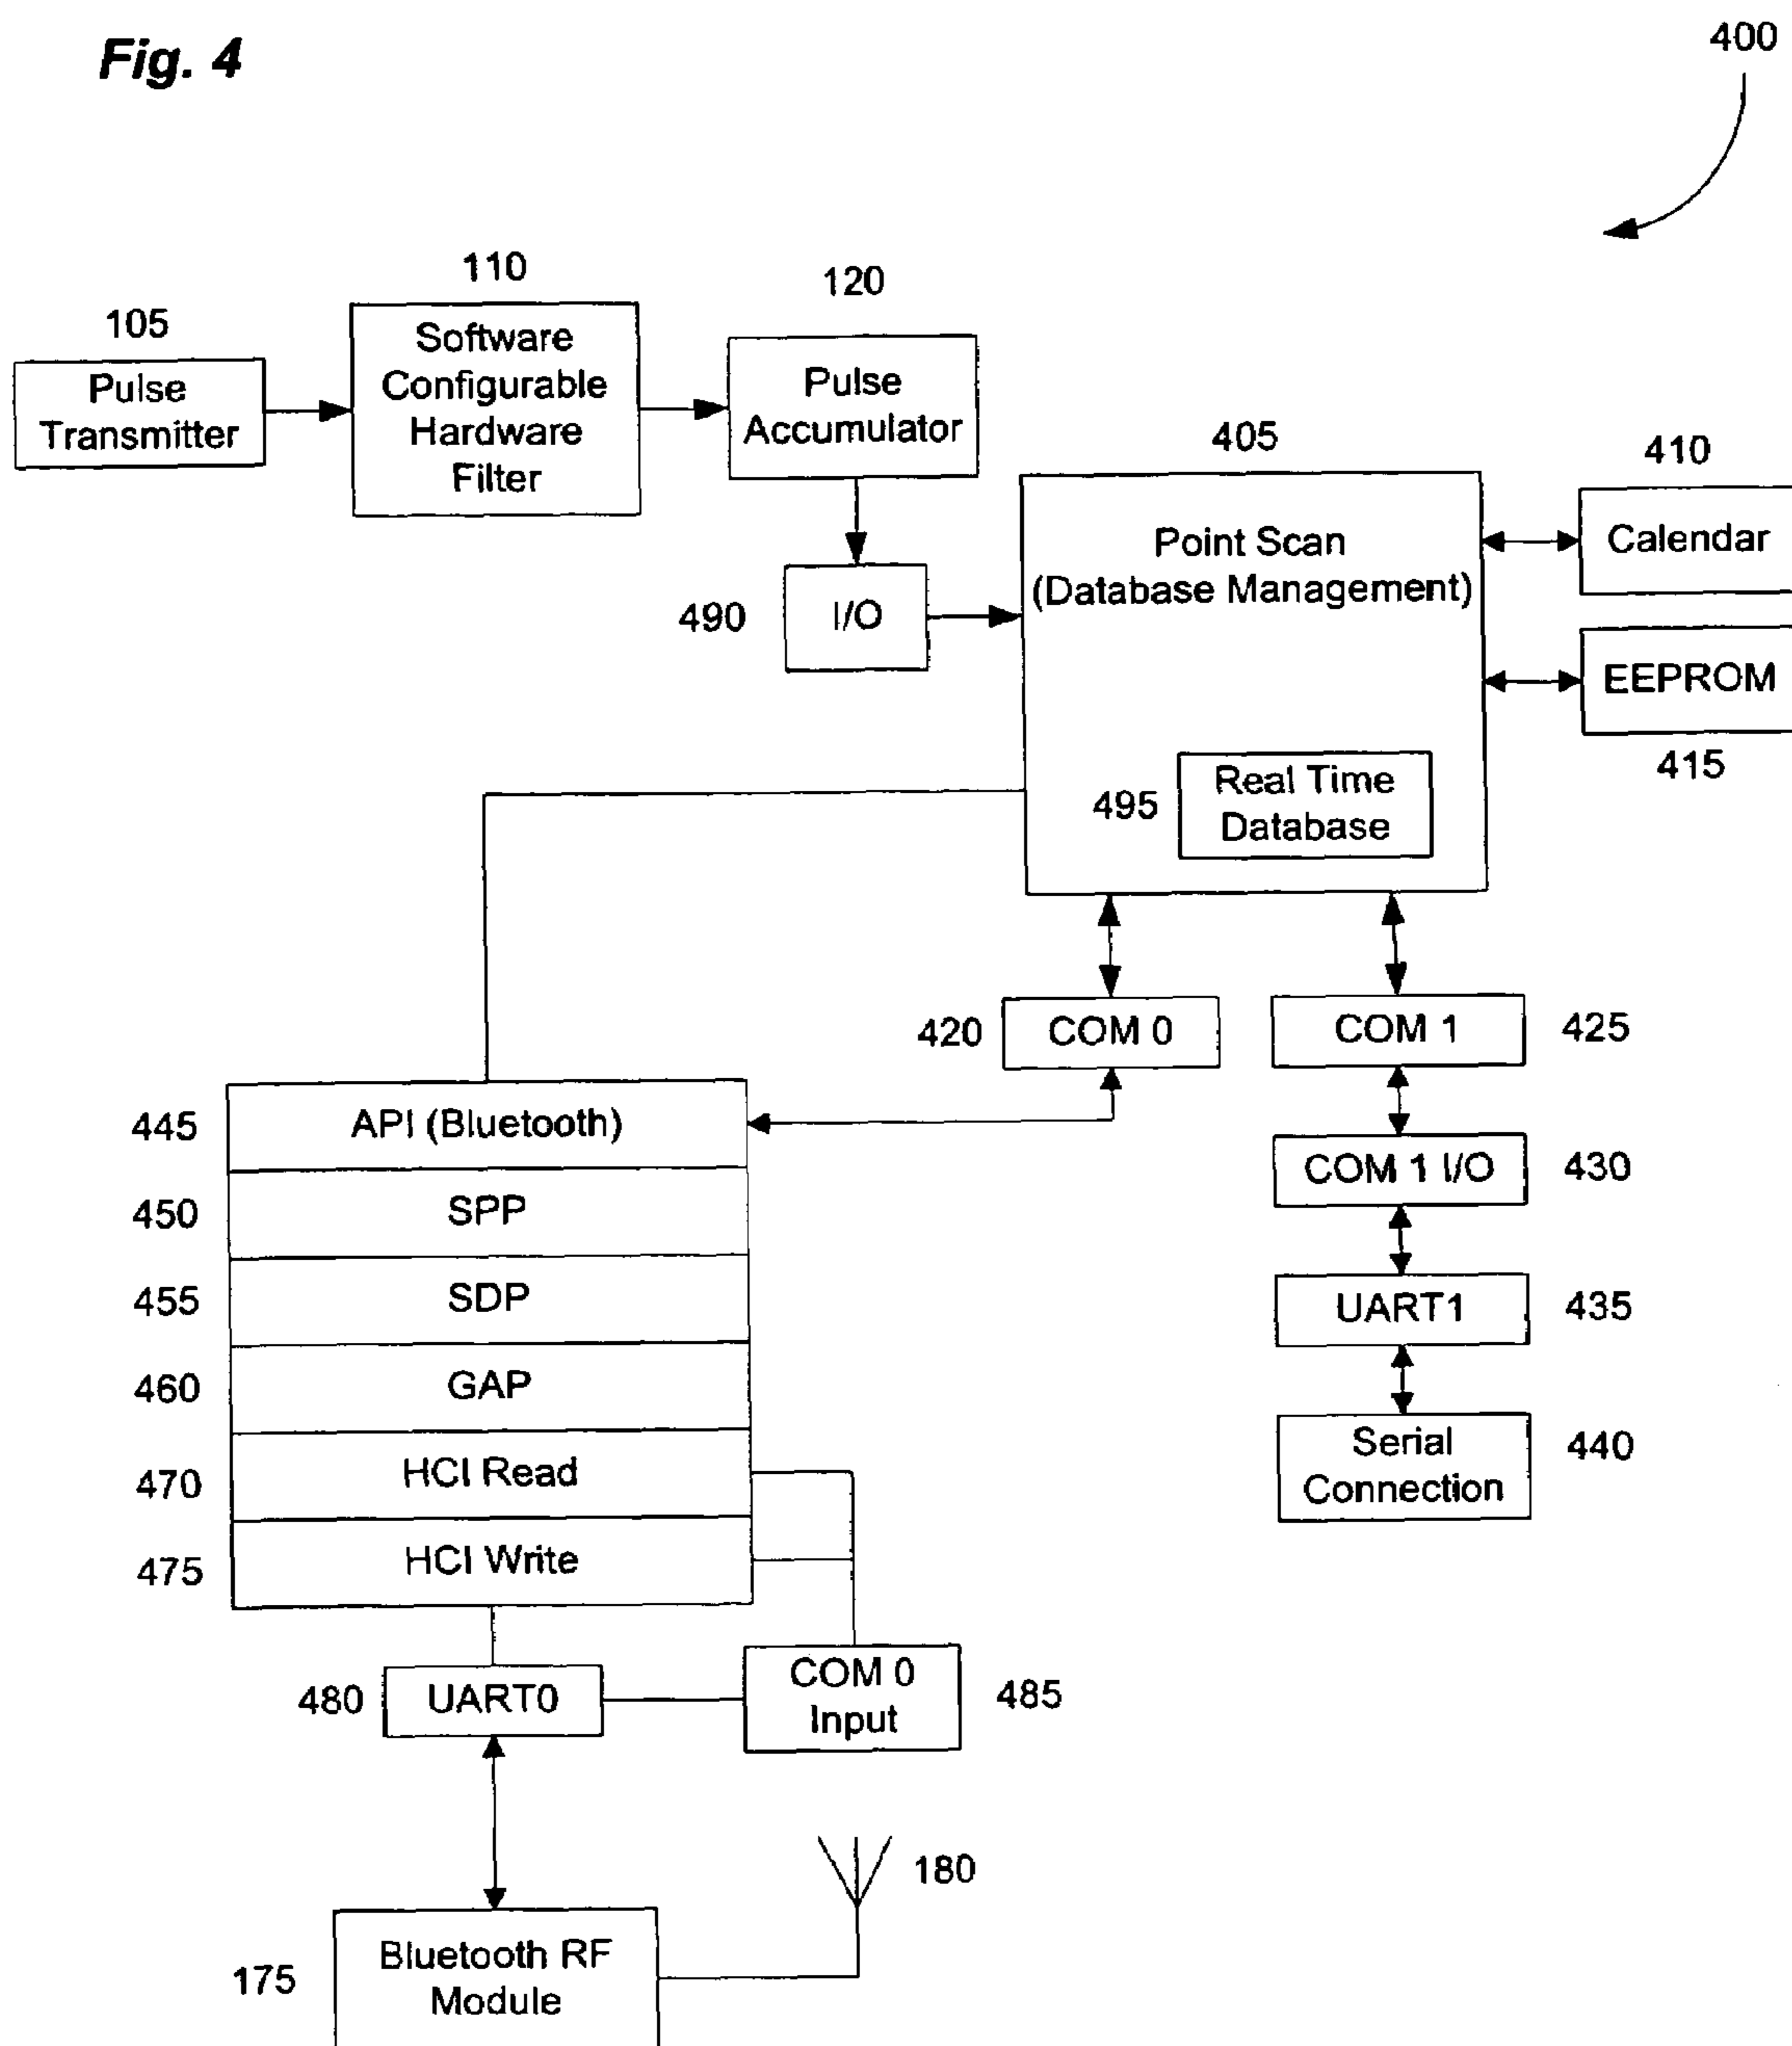 Fig. 4
400
110
120
105
Software
Configurable
Hardware
Filter
Pulse
Transmitter
Pulse
Accumulator
405
410
Point Scan
(Database Management)
Calendar
490
I/O
EEPROM
415
495
Real Time
Database
420
COM 0
COM 1
425
445
API (Bluetooth)
COM 1 I/O
430
450
SPP
455
SDP
UART1
435
460
GAP
Serial
Connection
440
470
HCI Read
475
HCI Write
480
UART0
COM 0
Input
485
180
175
Bluetooth RF
Module